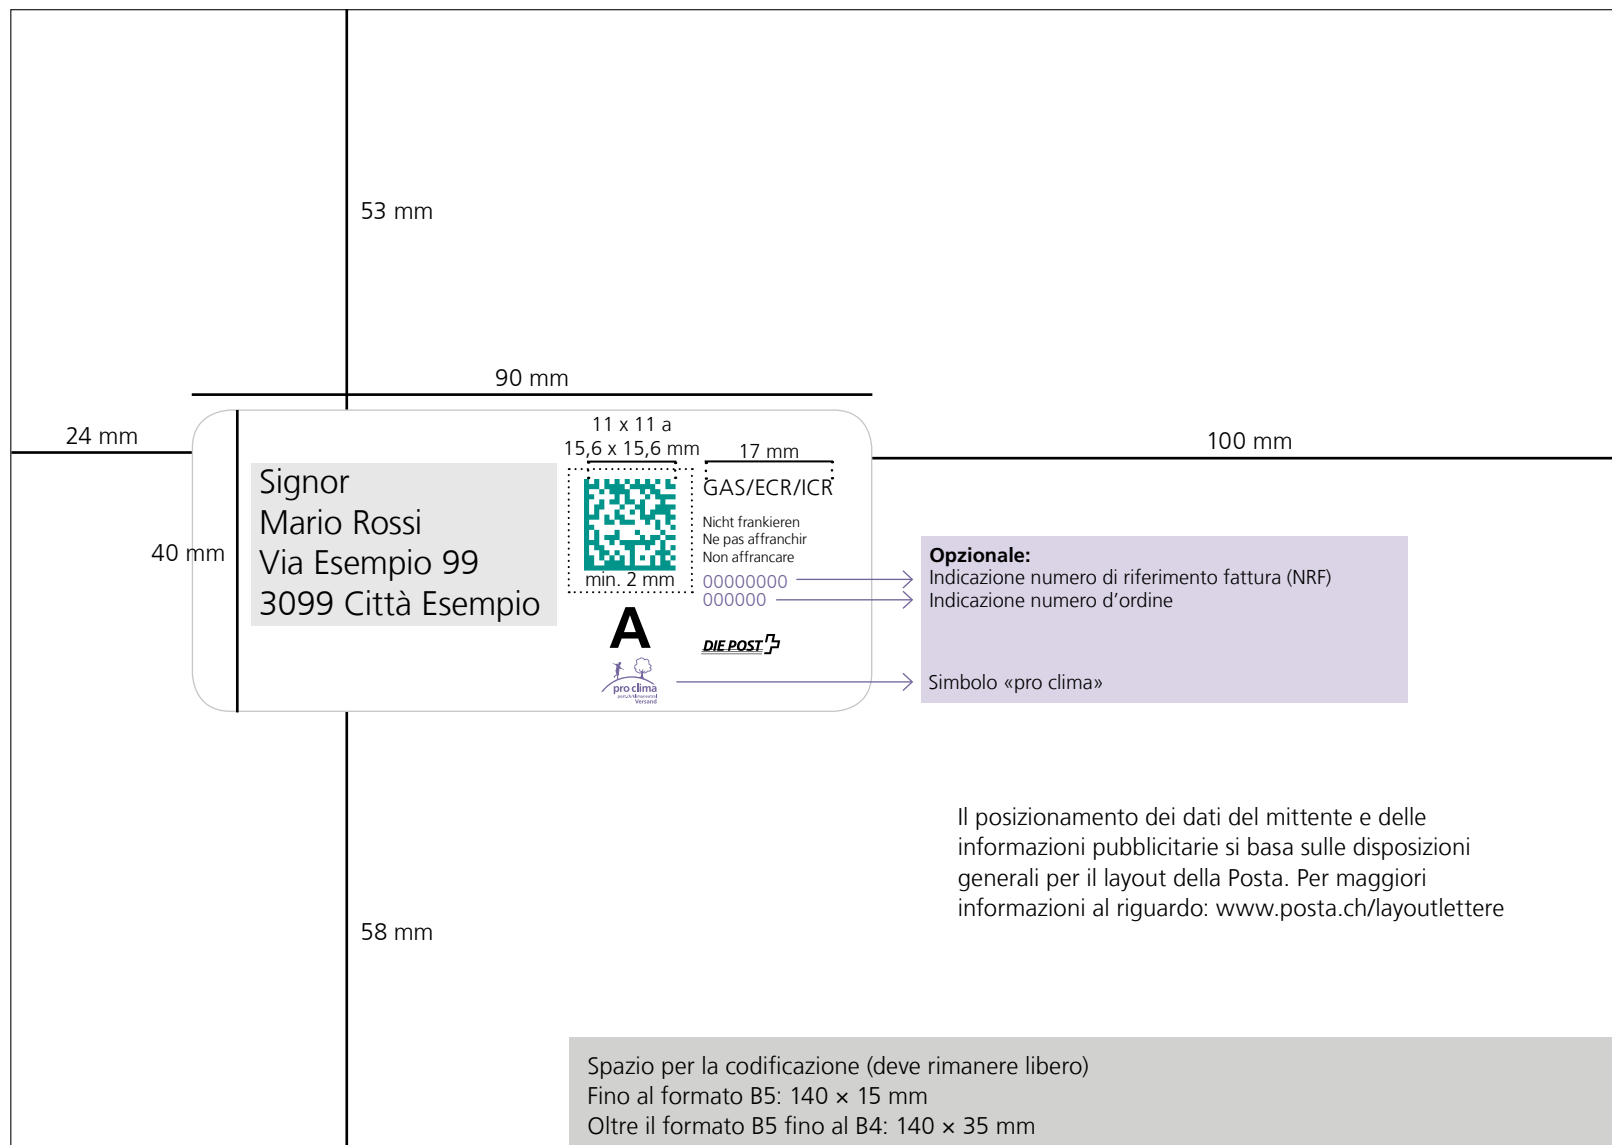 53 mm
90 mm
24 mm
11 x 11 a
15,6 x 15,6 mm
17 mm
100 mm
GAS/ECR/ICR
Signor
Mario Rossi
Via Esempio 99
3099 Città Esempio
40 mm
Nicht frankieren
Ne pas affranchir
Non affrancare
min. 2 mm
00000000
000000
A
DIE POST
pro clima
Versand
Opzionale:
Indicazione numero di riferimento fattura (NRF)
Indicazione numero d’ordine
Simbolo «pro clima»
Il posizionamento dei dati del mittente e delle
informazioni pubblicitarie si basa sulle disposizioni
generali per il layout della Posta. Per maggiori
informazioni al riguardo: www.posta.ch/layoutlettere
58 mm
Spazio per la codificazione (deve rimanere libero)
Fino al formato B5: 140 × 15 mm
Oltre il formato B5 fino al B4: 140 × 35 mm